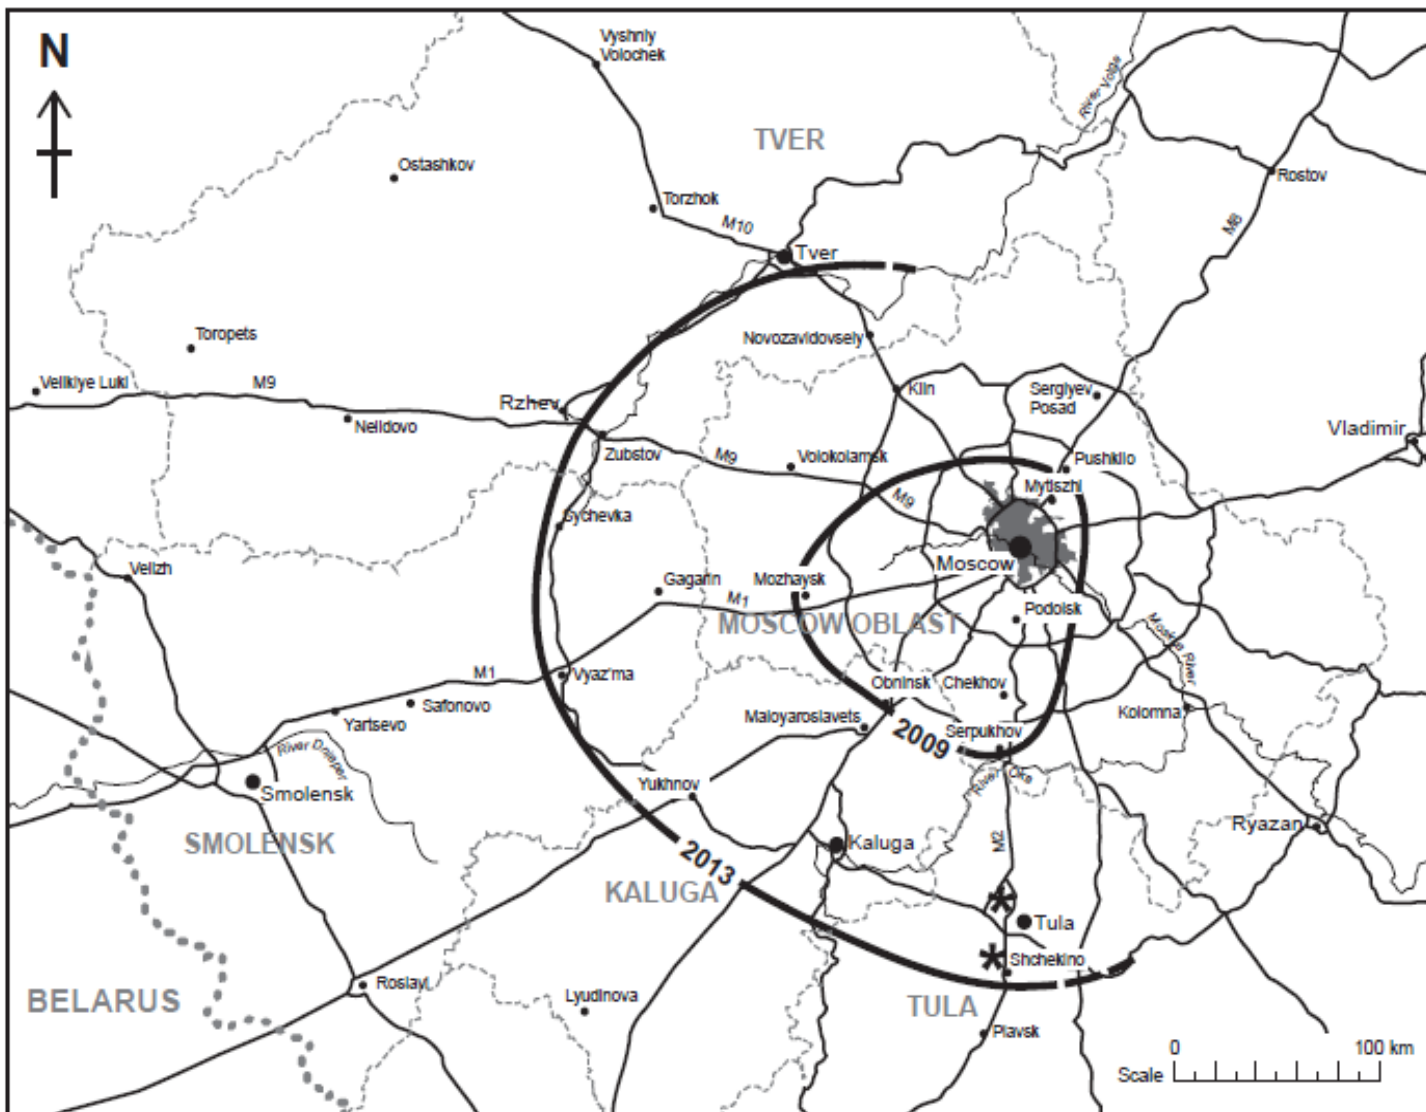 N
Vyshniy
Volochek
River Volga
TVER
Ostashkov
Rostov
Torzhok
M10
M8
Tver
Toropets
Novozavidovsely
Velikiye Luki
M9
Klin
Sergiyev
Posad
Rzhev
Nelidovo
Vladimir
Zubstov
M9
Volokolamsk
Pushkiio
M9
Mytiszhi
Sychevka
Moscow
Velizh
Gagarin
M1
Mozhaysk
Podolsk
MOSCOW OBLAST
Moskva River
M1
Vyaz'ma
Obninsk
Chekhov
Safonovo
Yartsevo
Maloyaroslavets
Kolomna
2009
Serpukhov
River Dnieper
River Oka
Smolensk
Yukhnov
SMOLENSK
M2
Ryazan
Kaluga
2013
KALUGA
*
Tula
*
Shchekino
Roslavl
BELARUS
Lyudinova
TULA
Plavsk
0
100 km
Scale